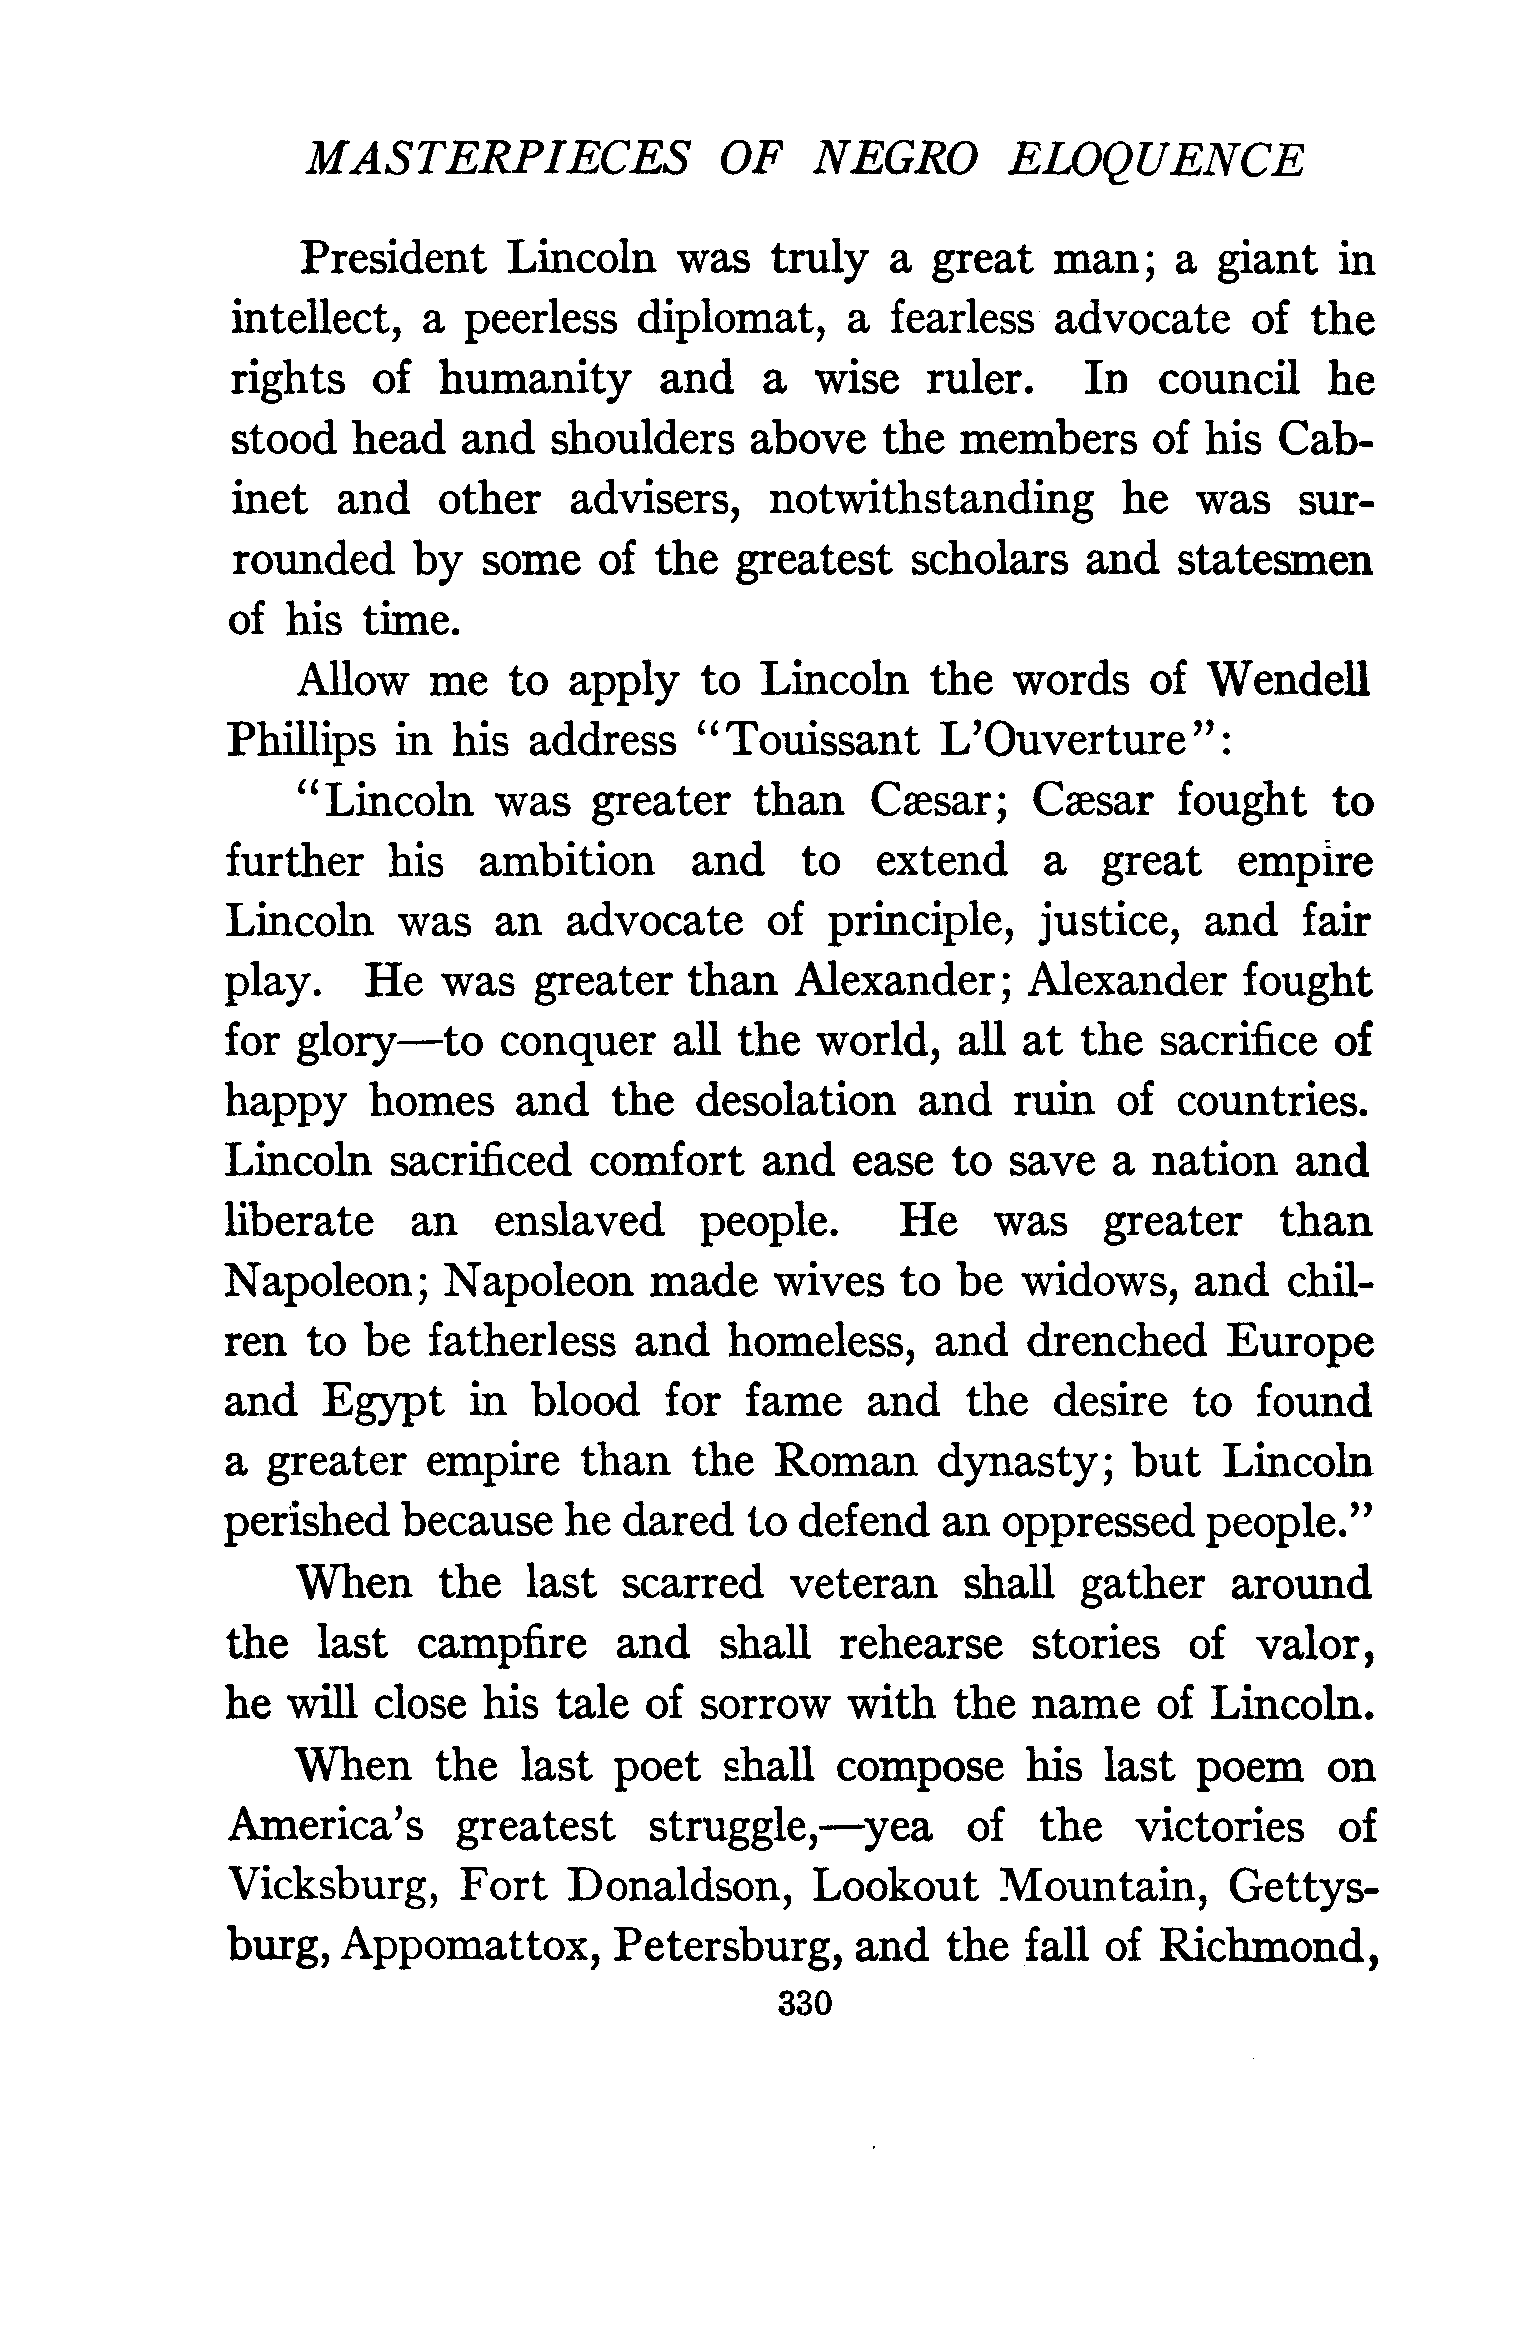 MASTERPIECES OF NEGRO ELOQUENCE
President Lincoln was truly a great man; a giant in
intellect, a peerless diplomat, a fearless advocate of the
rights of humanity and a wise ruler. In council he
stood head and shoulders above the members of his Cab-
inet and other advisers, notwithstanding he was sur-
rounded by some of the greatest scholars and statesmen
of his time.
Allow me to apply to Lincoln the words of Wendell
Phillips in his address "Touissant L'Ouverture":
"Lincoln was greater than Cæsar; Cæsar fought to
further his ambition and to extend a great empire
Lincoln was an advocate of principle, justice, and fair
play. He was greater than Alexander; Alexander fought
for glory—to conquer all the world, all at the sacrifice of
happy homes and the desolation and ruin of countries.
Lincoln sacrificed comfort and ease to save a nation and
liberate an enslaved people. He was greater than
Napoleon; Napoleon made wives to be widows, and chil-
ren to be fatherless and homeless, and drenched Europe
and Egypt in blood for fame and the desire to found
a greater empire than the Roman dynasty; but Lincoln
perished because he dared to defend an oppressed people."
When the last scarred veteran shall gather around
the last campfire and shall rehearse stories of valor,
he will close his tale of sorrow with the name of Lincoln.
When the last poet shall compose his last poem on
America's greatest struggle,—yea of the victories of
Vicksburg, Fort Donaldson, Lookout Mountain, Gettys-
burg, Appomattox, Petersburg, and the fall of Richmond,
330